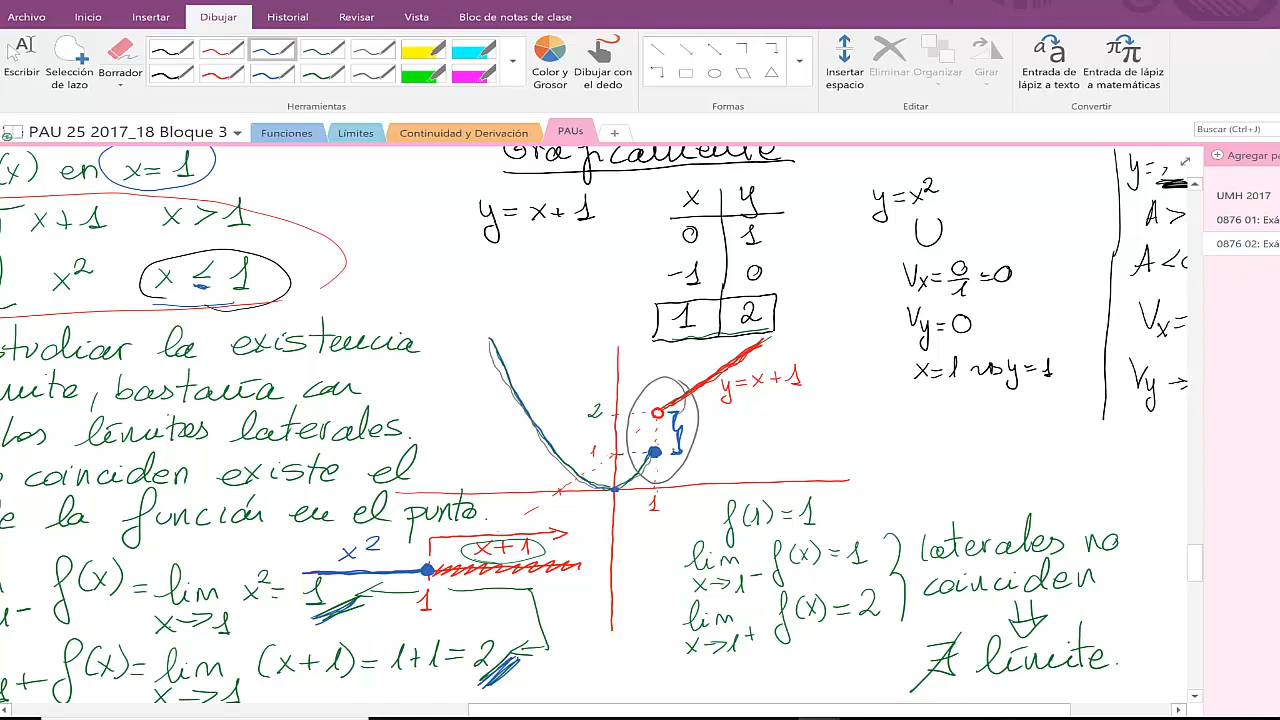 Archivo Inicio Insertar Dibujar Historial Revisar Vista Bloc de notas de clase
Escribir Selección de lazo Borrador Color y Grosor Dibujar con el dedo Insertar espacio Eliminar Organizar Girar Entrada de lápiz a texto Entrada de lápiz a matemáticas
Herramientas Formas Editar Convertir
PAU 25 2017_18 Bloque 3 Funciones Límites Continuidad y Derivación PAUs Buscar (Ctrl+J)
Agregar pá
UMH 2017
0876 01: Exá
0876 02: Exá
(x) en x=1
x+1 x>1
x² x≤1
studiar la existencia
mite, bastaría con
los límites laterales.
coinciden existe el
e la función en el punto.
x² x+1
1
f(x) = lim x² = 1
x→1
f(x) = lim (x+1) = 1+1 = 2
x→1
Gráficamente
y = x+1
x y
0 1
-1 0
1 2
y=x²
Vx = 0/1 = 0
Vy = 0
x=1 y=1
y=
A>
A<0
Vx=
Vy →
y=x+1
2
1
1
f(1) = 1
lim f(x) = 1
x→1⁻
lim f(x) = 2
x→1⁺
laterales no
coinciden
⇓
∄ límite.